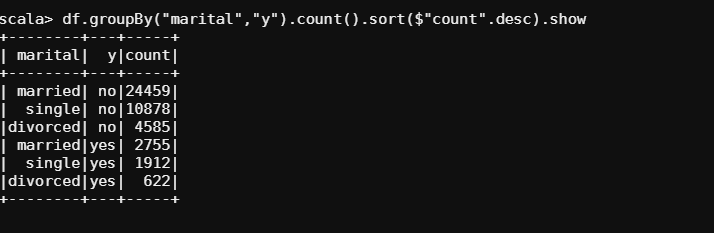 scala> df.groupBy("marital","y").count().sort($"count".desc).show
+--------+---+-----+
| marital|  y|count|
+--------+---+-----+
| married| no|24459|
|  single| no|10878|
|divorced| no| 4585|
| married|yes| 2755|
|  single|yes| 1912|
|divorced|yes|  622|
+--------+---+-----+